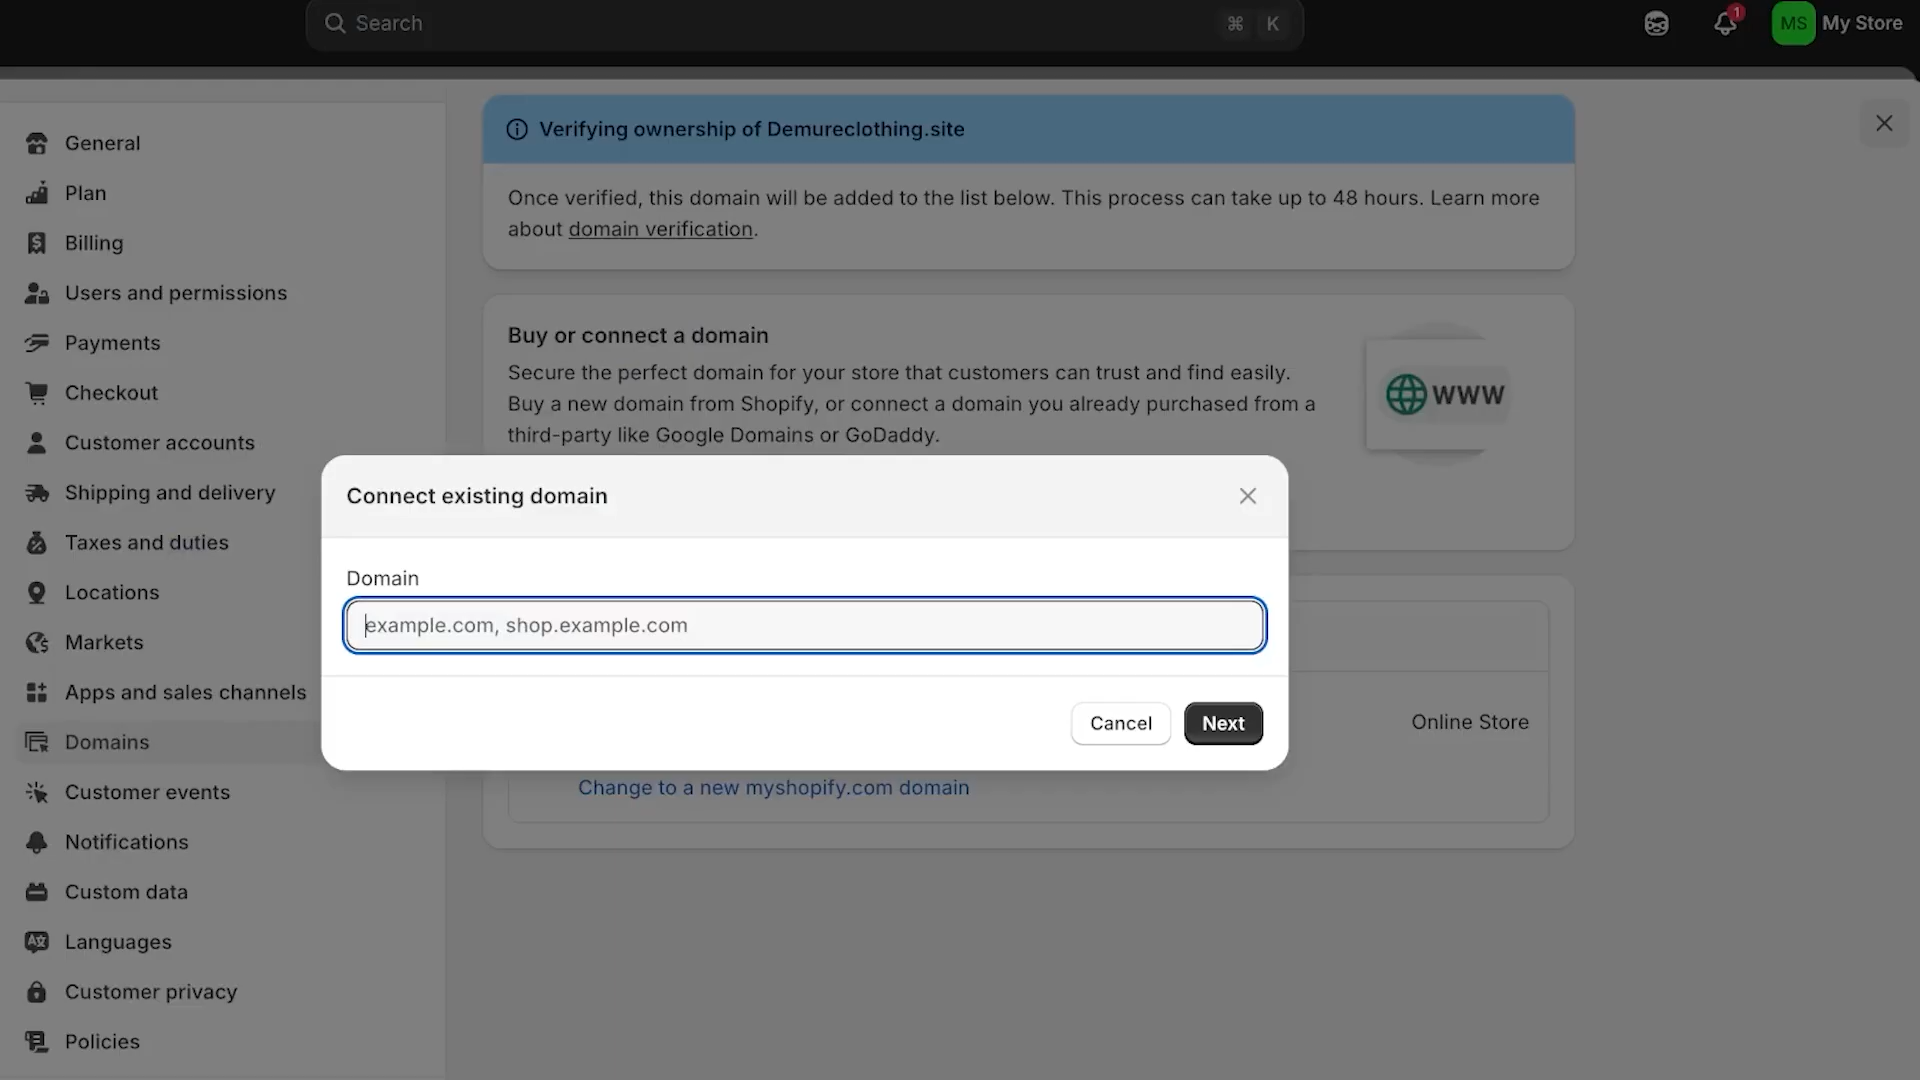 Search
⌘ K
1
MS
My Store
General
Plan
Billing
Users and permissions
Payments
Checkout
Customer accounts
Shipping and delivery
Taxes and duties
Locations
Markets
Apps and sales channels
Domains
Customer events
Notifications
Custom data
Languages
Customer privacy
Policies
Verifying ownership of Demureclothing.site
Once verified, this domain will be added to the list below. This process can take up to 48 hours. Learn more
about domain verification.
Buy or connect a domain
Secure the perfect domain for your store that customers can trust and find easily.
Buy a new domain from Shopify, or connect a domain you already purchased from a
third-party like Google Domains or GoDaddy.
WWW
Connect existing domain
Domain
example.com, shop.example.com
Cancel
Next
Online Store
Change to a new myshopify.com domain